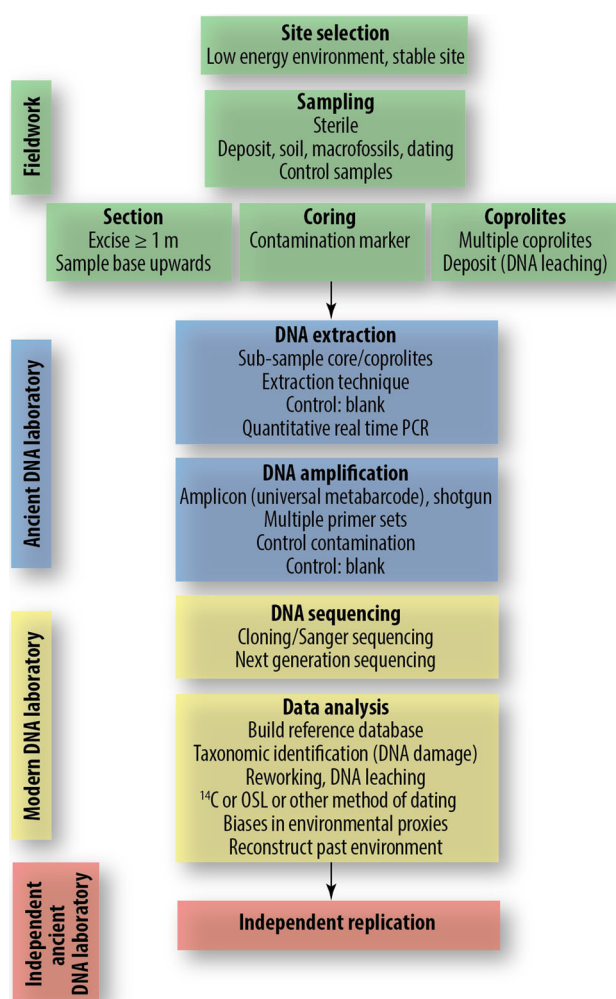 Site selection
Low energy environment, stable site
Fieldwork
Sampling
Sterile
Deposit, soil, macrofossils, dating
Control samples
Section
Excise ≥ 1 m
Sample base upwards
Coring
Contamination marker
Coprolites
Multiple coprolites
Deposit (DNA leaching)
Ancient DNA laboratory
DNA extraction
Sub-sample core/coprolites
Extraction technique
Control: blank
Quantitative real time PCR
DNA amplification
Amplicon (universal metabarcode), shotgun
Multiple primer sets
Control contamination
Control: blank
Modern DNA laboratory
DNA sequencing
Cloning/Sanger sequencing
Next generation sequencing
Data analysis
Build reference database
Taxonomic identification (DNA damage)
Reworking, DNA leaching
¹⁴C or OSL or other method of dating
Biases in environmental proxies
Reconstruct past environment
Independent
ancient
DNA laboratory
Independent replication